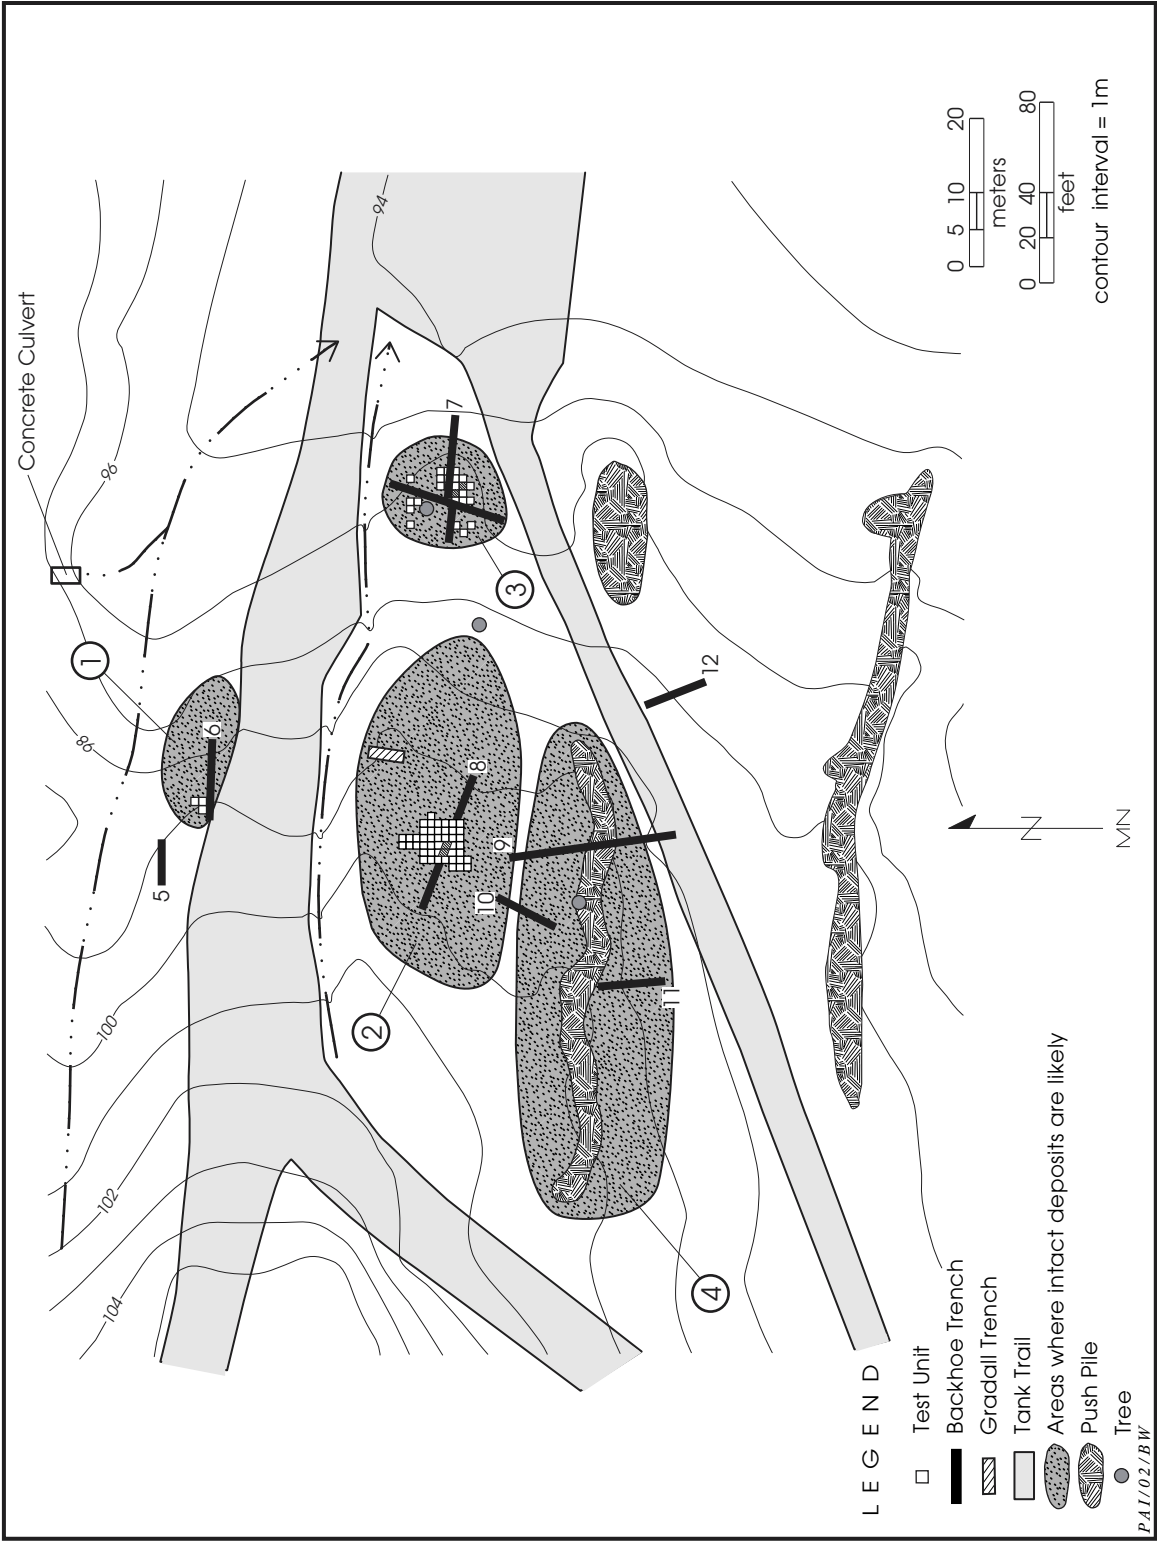 Concrete Culvert
1
96
98
100
102
104
94
5
6
7
8
9
10
11
12
2
3
4
0 5 10 20
meters
0 20 40 80
feet
contour interval = 1m
N
MN
LEGEND
Test Unit
Backhoe Trench
Gradall Trench
Tank Trail
Areas where intact deposits are likely
Push Pile
Tree
PAI/02/BW